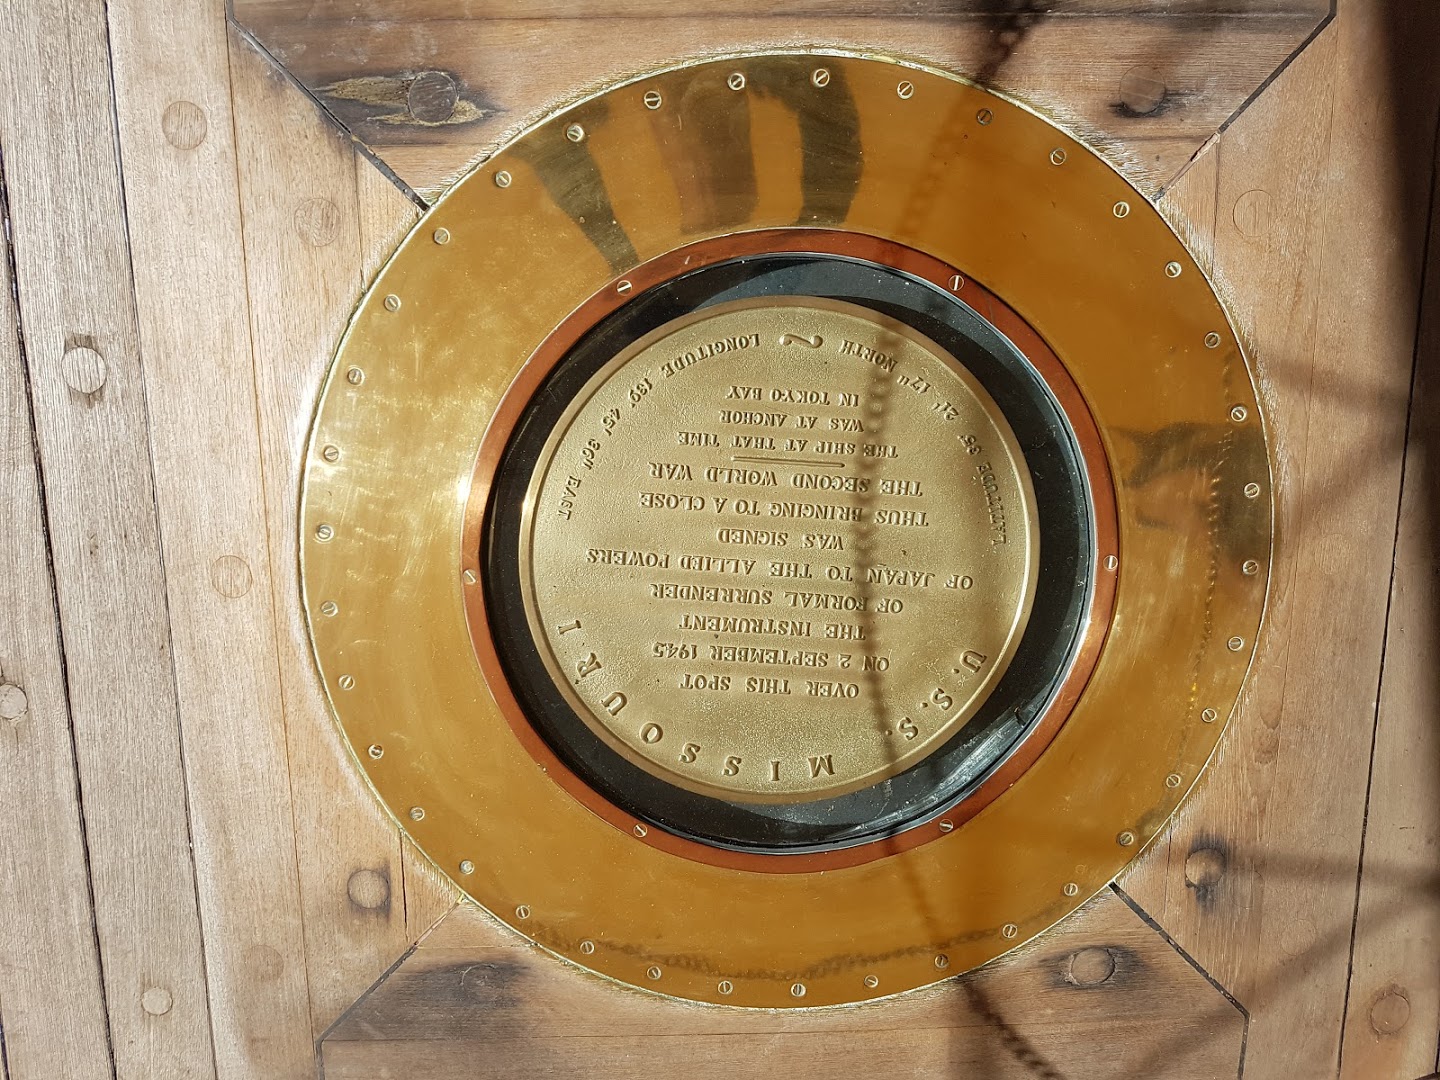 U.S.S. MISSOURI
OVER THIS SPOT
ON 2 SEPTEMBER 1945
THE INSTRUMENT
OF FORMAL SURRENDER
OF JAPAN TO THE ALLIED POWERS
WAS SIGNED
THUS BRINGING TO A CLOSE
THE SECOND WORLD WAR
THE SHIP AT THAT TIME
WAS AT ANCHOR
IN TOKYO BAY
LATITUDE 35° 21' 17" NORTH ~ LONGITUDE 139° 45' 36" EAST